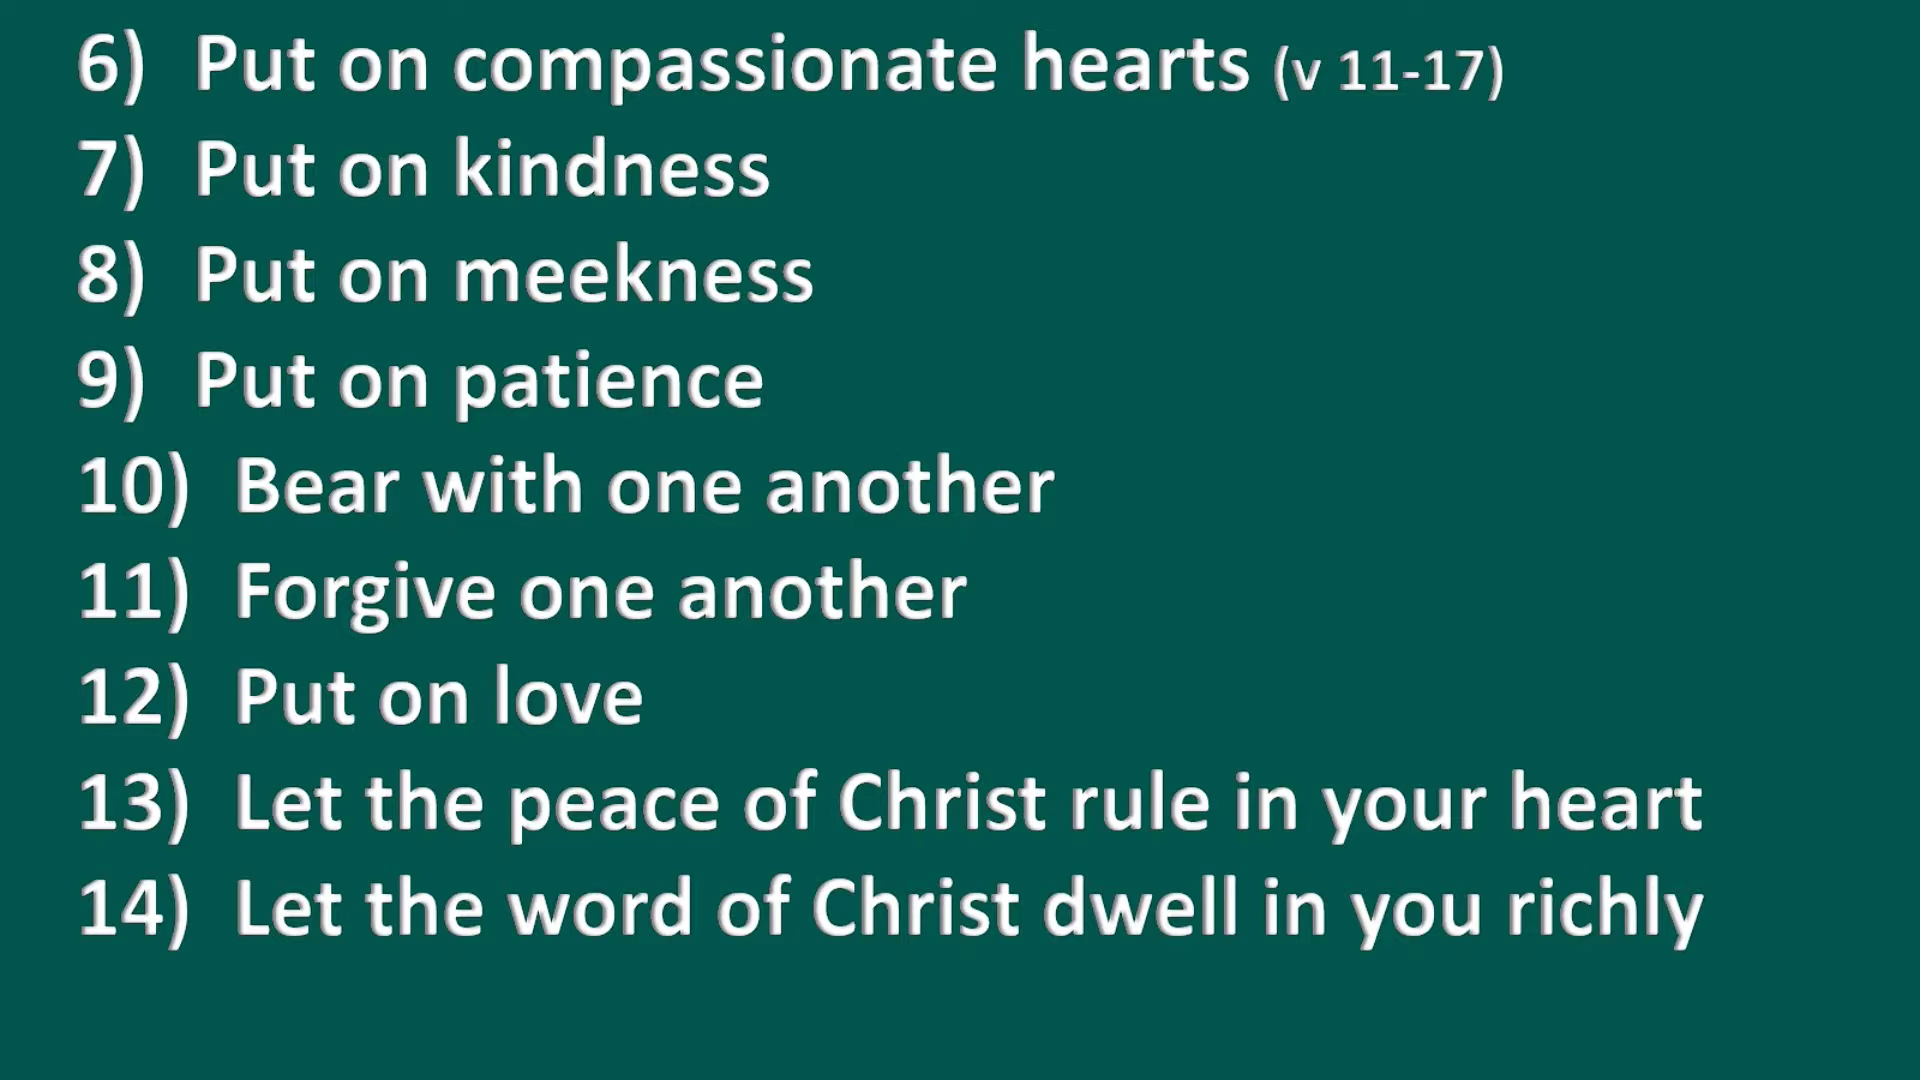 6) Put on compassionate hearts (v 11-17)
7) Put on kindness
8) Put on meekness
9) Put on patience
10) Bear with one another
11) Forgive one another
12) Put on love
13) Let the peace of Christ rule in your heart
14) Let the word of Christ dwell in you richly